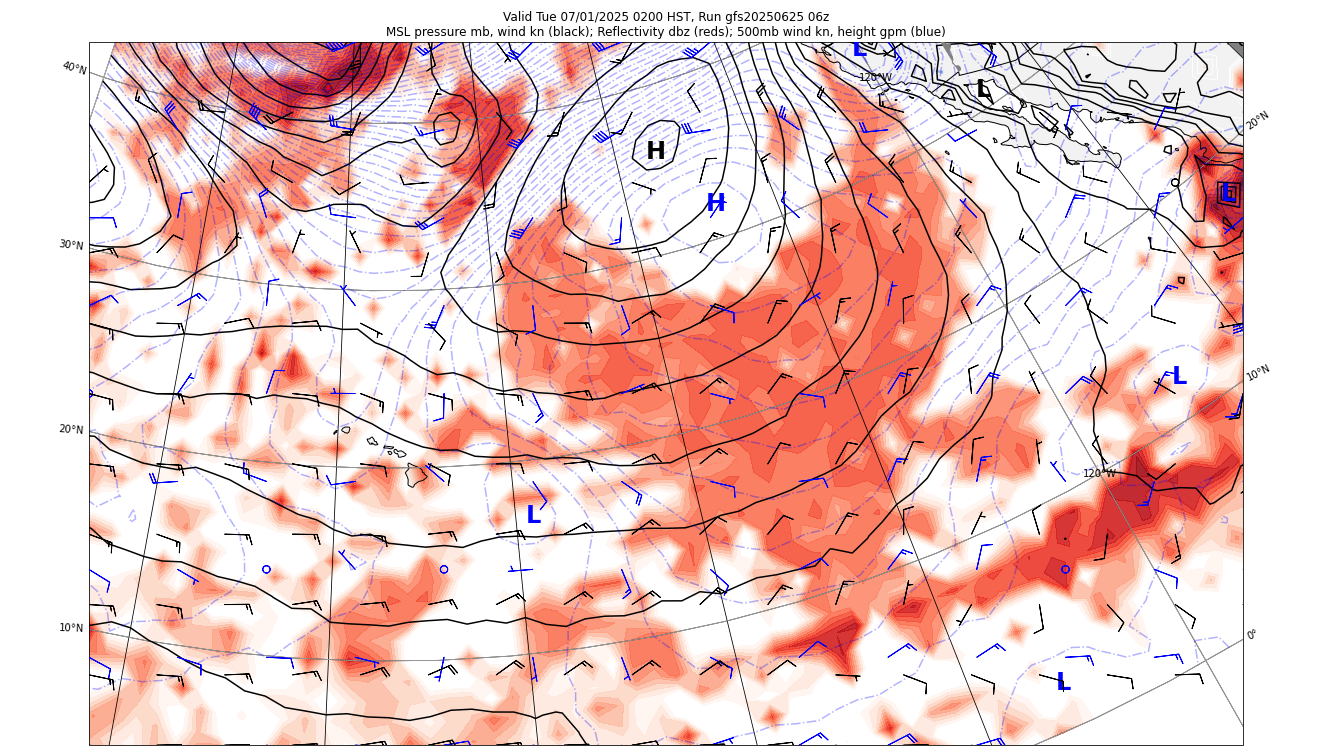 Valid Tue 07/01/2025 0200 HST, Run gfs20250625 06z
MSL pressure mb, wind kn (black); Reflectivity dbz (reds); 500mb wind kn, height gpm (blue)
L
40°N
120°W
L
20°N
H
L
H
30°N
10°N
L
20°N
120°W
L
10°N
0°
L